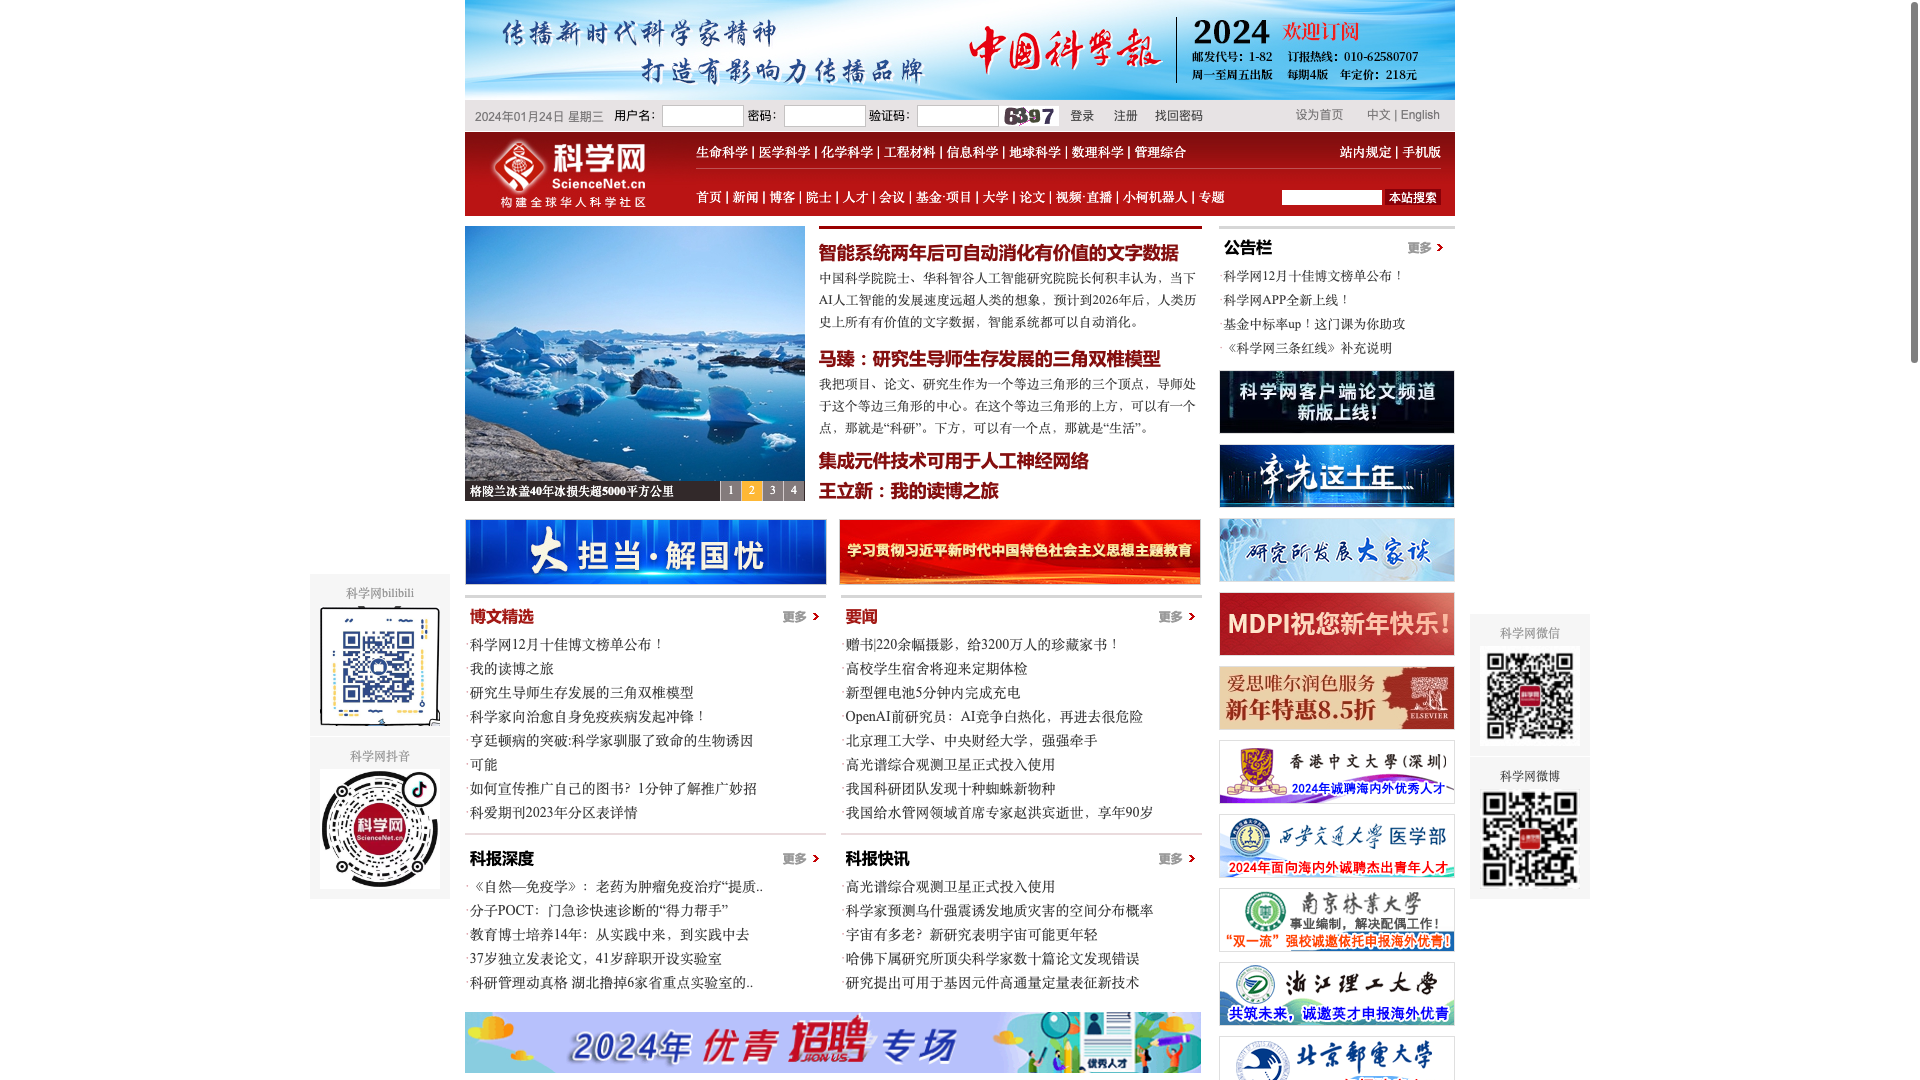 传播新时代科学家精神
打造有影响力传播品牌
中国科学报
2024 欢迎订阅
邮发代号：1-82 订报热线：010-62580707
周一至周五出版 每期4版 年定价：218元
2024年01月24日 星期三 用户名： 密码： 验证码： 6397 登录 注册 找回密码 设为首页 中文 | English
科学网
ScienceNet.cn
构建全球华人科学社区
生命科学 | 医学科学 | 化学科学 | 工程材料 | 信息科学 | 地球科学 | 数理科学 | 管理综合
站内规定 | 手机版
首页 | 新闻 | 博客 | 院士 | 人才 | 会议 | 基金·项目 | 大学 | 论文 | 视频·直播 | 小柯机器人 | 专题
本站搜索
格陵兰冰盖40年冰损失超5000平方公里
1 2 3 4
智能系统两年后可自动消化有价值的文字数据
中国科学院院士、华科智谷人工智能研究院院长何积丰认为，当下
AI人工智能的发展速度远超人类的想象，预计到2026年后，人类历
史上所有有价值的文字数据，智能系统都可以自动消化。
马臻：研究生导师生存发展的三角双椎模型
我把项目、论文、研究生作为一个等边三角形的三个顶点，导师处
于这个等边三角形的中心。在这个等边三角形的上方，可以有一个
点，那就是“科研”。下方，可以有一个点，那就是“生活”。
集成元件技术可用于人工神经网络
王立新：我的读博之旅
公告栏 更多
科学网12月十佳博文榜单公布！
科学网APP全新上线！
基金中标率up！这门课为你助攻
《科学网三条红线》补充说明
科学网客户端论文频道
新版上线！
率先这十年
研究所发展大家谈
MDPI祝您新年快乐！
爱思唯尔润色服务
新年特惠8.5折
ELSEVIER
香港中文大學(深圳)
2024年诚聘海内外优秀人才
西安交通大学 医学部
2024年面向海内外诚聘杰出青年人才
南京林业大学
事业编制，解决配偶工作！
“双一流”强校诚邀依托申报海外优青！
浙江理工大学
共筑未来，诚邀英才申报海外优青
北京邮电大学
大担当·解国忧
学习贯彻习近平新时代中国特色社会主义思想主题教育
博文精选 更多
科学网12月十佳博文榜单公布！
我的读博之旅
研究生导师生存发展的三角双椎模型
科学家向治愈自身免疫疾病发起冲锋！
亨廷顿病的突破:科学家驯服了致命的生物诱因
可能
如何宣传推广自己的图书？1分钟了解推广妙招
科爱期刊2023年分区表详情
要闻 更多
赠书|220余幅摄影，给3200万人的珍藏家书！
高校学生宿舍将迎来定期体检
新型锂电池5分钟内完成充电
OpenAI前研究员：AI竞争白热化，再进去很危险
北京理工大学、中央财经大学，强强牵手
高光谱综合观测卫星正式投入使用
我国科研团队发现十种蜘蛛新物种
我国给水管网领域首席专家赵洪宾逝世，享年90岁
科报深度 更多
《自然—免疫学》：老药为肿瘤免疫治疗“提质..
分子POCT：门急诊快速诊断的“得力帮手”
教育博士培养14年：从实践中来，到实践中去
37岁独立发表论文，41岁辞职开设实验室
科研管理动真格 湖北撸掉6家省重点实验室的..
科报快讯 更多
高光谱综合观测卫星正式投入使用
科学家预测乌什强震诱发地质灾害的空间分布概率
宇宙有多老？新研究表明宇宙可能更年轻
哈佛下属研究所顶尖科学家数十篇论文发现错误
研究提出可用于基因元件高通量定量表征新技术
2024年 优青 招聘 专场
JION US
优秀人才
科学网bilibili
科学网抖音
科学网
ScienceNet.cn
科学网微信
科学网微博